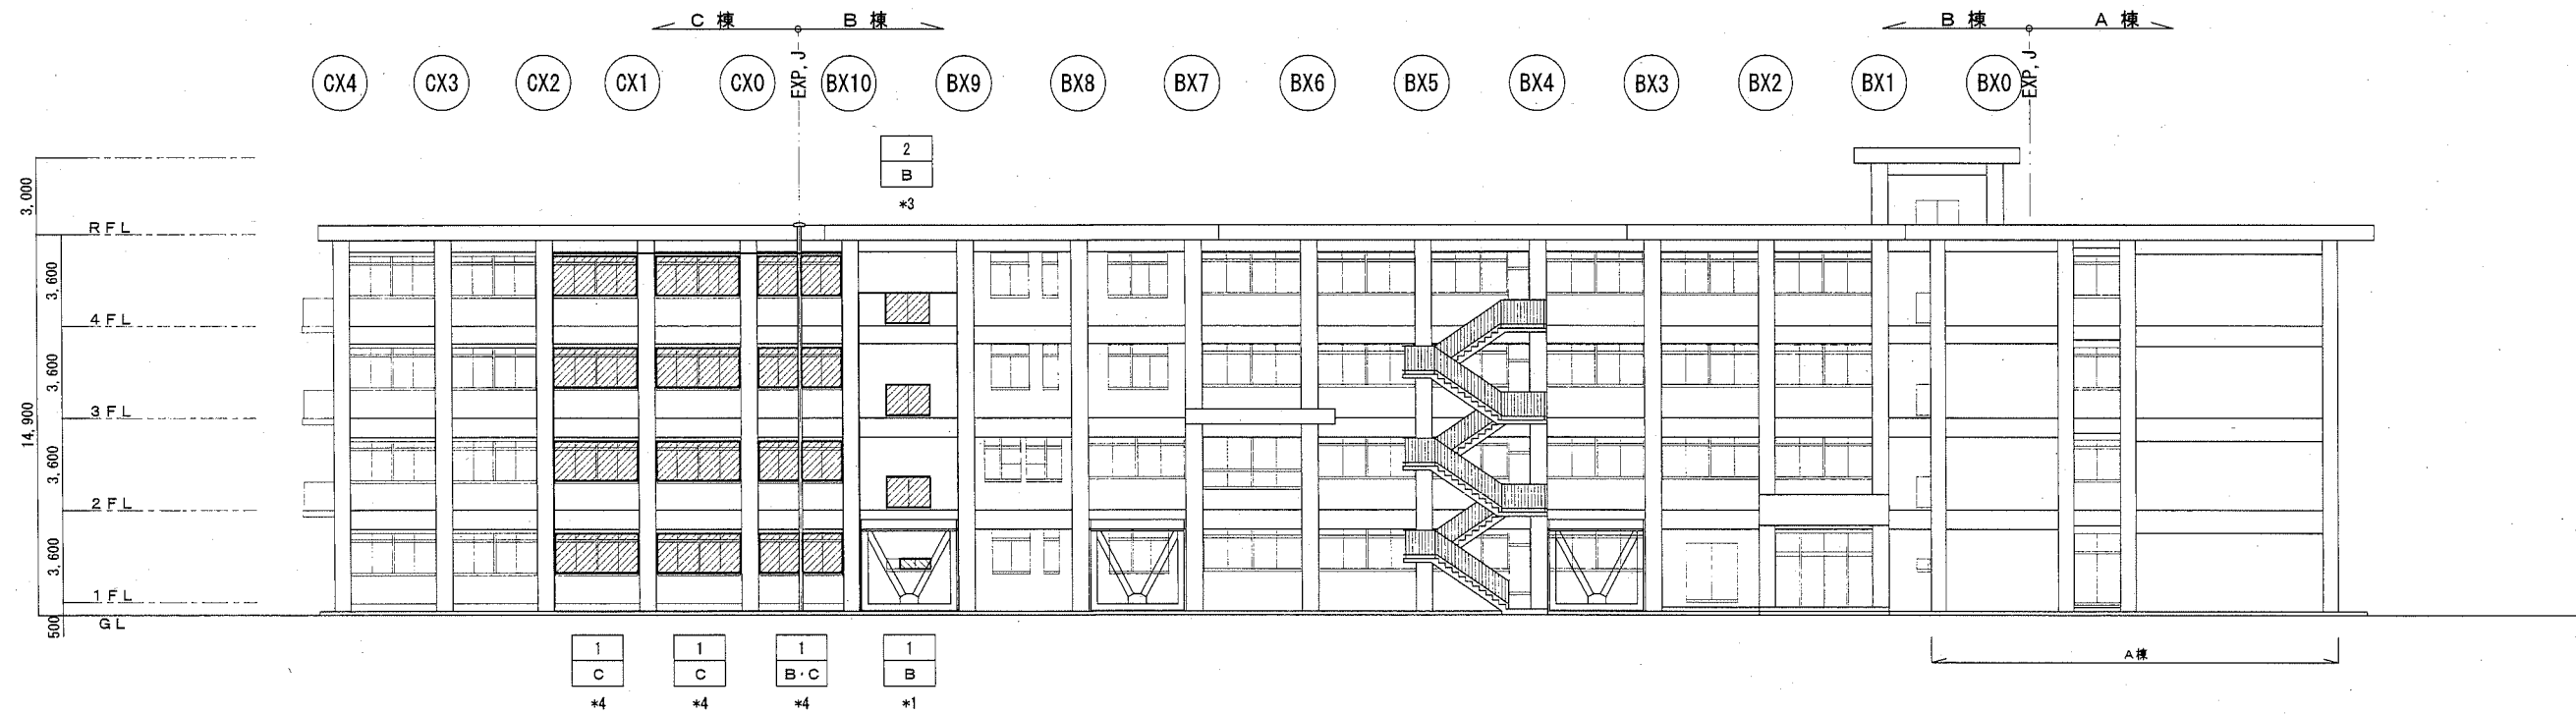 C 棟 B 棟
B 棟 A 棟
CX4 CX3 CX2 CX1 CX0 EXP, J BX10 BX9 BX8 BX7 BX6 BX5 BX4 BX3 BX2 BX1 BX0 EXP, J
2
B
*3
3,000
RFL
3,600
4FL
3,600
3FL
14,900
3,600
2FL
3,600
1FL
500
GL
1 1 1 1
C C B・C B
*4 *4 *4 *1
A棟